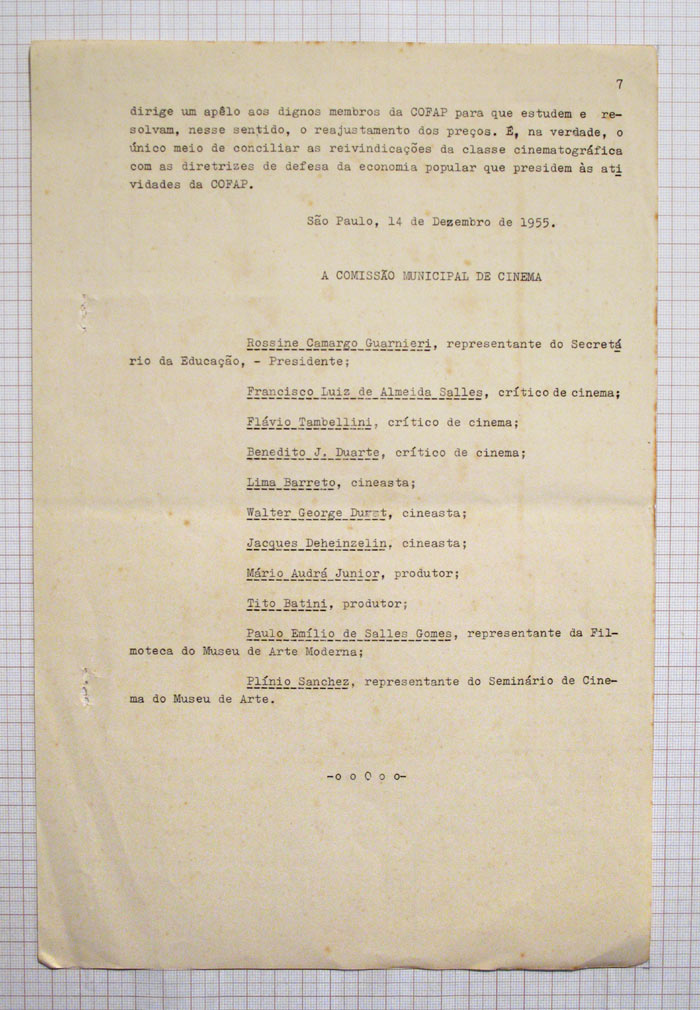 7
dirige um apêlo aos dignos membros da COFAP para que estudem e re-
solvam, nesse sentido, o reajustamento dos preços. É, na verdade, o
único meio de conciliar as reivindicações da classe cinematográfica
com as diretrizes de defesa da economia popular que presidem às ati
vidades da COFAP.
São Paulo, 14 de Dezembro de 1955.
A COMISSÃO MUNICIPAL DE CINEMA
Rossine Camargo Guarnieri, representante do Secretá
rio da Educação, - Presidente;
Francisco Luiz de Almeida Salles, crítico de cinema;
Flávio Tambellini, crítico de cinema;
Benedito J. Duarte, crítico de cinema;
Lima Barreto, cineasta;
Walter George Durst, cineasta;
Jacques Deheinzelin, cineasta;
Mário Audrá Junior, produtor;
Tito Batini, produtor;
Paulo Emílio de Salles Gomes, representante da Fil-
moteca do Museu de Arte Moderna;
Plínio Sanchez, representante do Seminário de Cine-
ma do Museu de Arte.
-o o O o o-